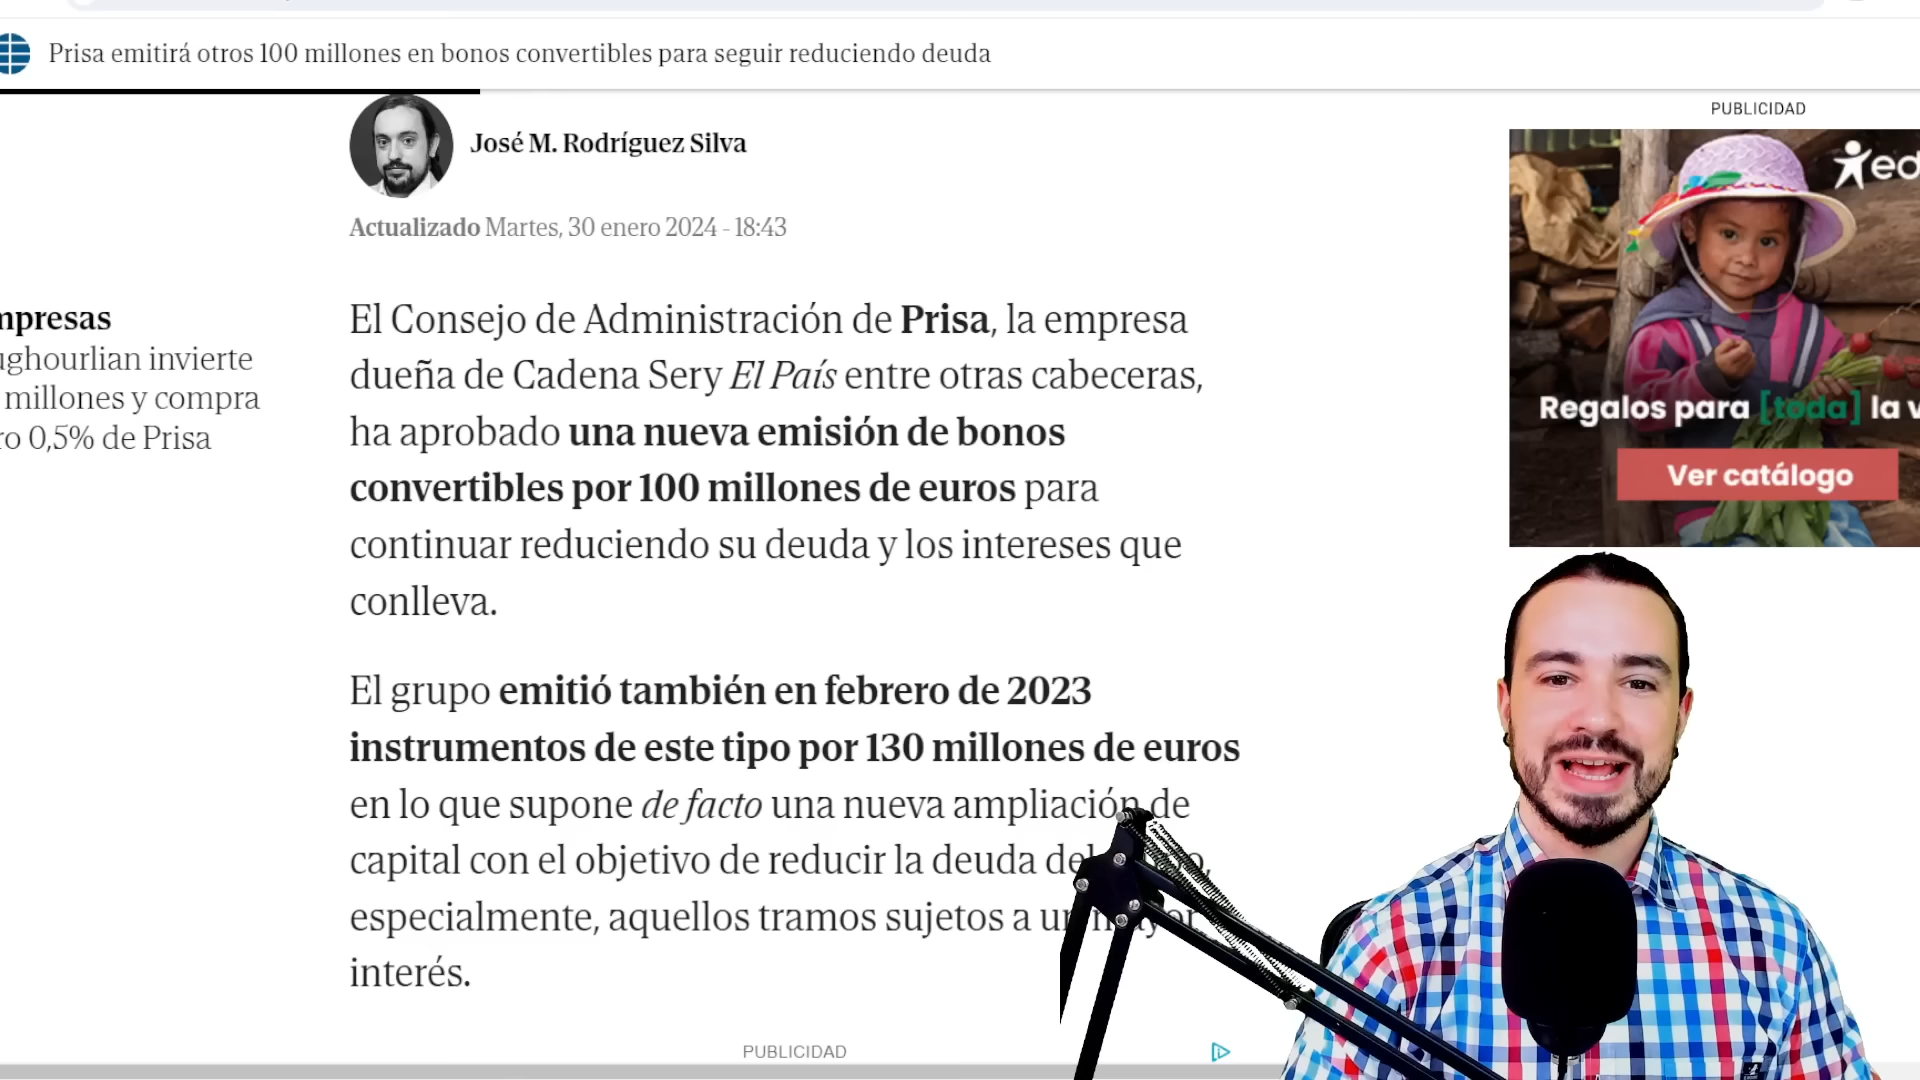 Prisa emitirá otros 100 millones en bonos convertibles para seguir reduciendo deuda
José M. Rodríguez Silva
Actualizado Martes, 30 enero 2024 - 18:43
El Consejo de Administración de Prisa, la empresa
dueña de Cadena Sery El País entre otras cabeceras,
ha aprobado una nueva emisión de bonos
convertibles por 100 millones de euros para
continuar reduciendo su deuda y los intereses que
conlleva.
El grupo emitió también en febrero de 2023
instrumentos de este tipo por 130 millones de euros
en lo que supone de facto una nueva ampliación de
capital con el objetivo de reducir la deuda del
especialmente, aquellos tramos sujetos a un
interés.
PUBLICIDAD
mpresas
ughourlian invierte
millones y compra
ro 0,5% de Prisa
PUBLICIDAD
ed
Regalos para [toda] la v
Ver catálogo